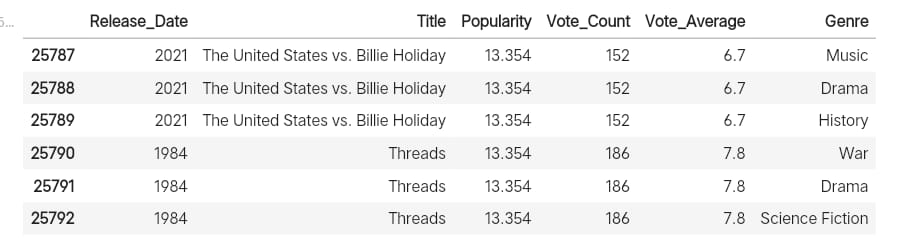 5... Release_Date Title Popularity Vote_Count Vote_Average Genre
25787 2021 The United States vs. Billie Holiday 13.354 152 6.7 Music
25788 2021 The United States vs. Billie Holiday 13.354 152 6.7 Drama
25789 2021 The United States vs. Billie Holiday 13.354 152 6.7 History
25790 1984 Threads 13.354 186 7.8 War
25791 1984 Threads 13.354 186 7.8 Drama
25792 1984 Threads 13.354 186 7.8 Science Fiction